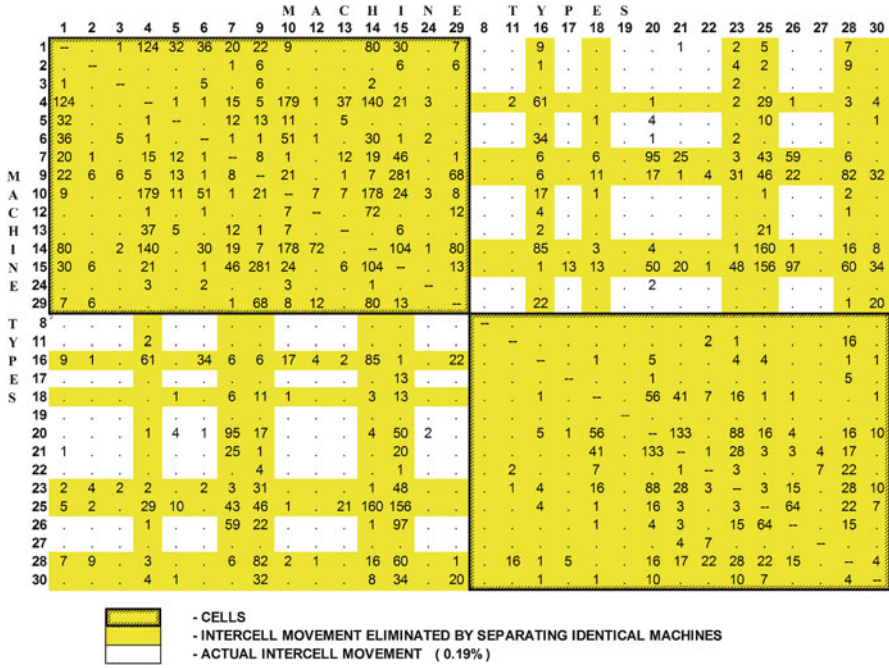 M A C H I N E T Y P E S
1 2 3 4 5 6 7 9 10 12 13 14 15 24 29 8 11 16 17 18 19 20 21 22 23 25 26 27 28 30
1 -- . 1 124 32 36 20 22 9 . . 80 30 . 7 . . 9 . . . . 1 . 2 5 . . 7 .
2 . -- . . . . 1 6 . . . . 6 . 6 . . 1 . . . . . . 4 2 . . 9 .
3 1 . -- . . 5 . 6 . . . 2 . . . . . . . . . . . . 2 . . . . .
4 124 . . -- 1 1 15 5 179 1 37 140 21 3 . . 2 61 . . . 1 . . 2 29 1 . 3 4
5 32 . . 1 -- . 12 13 11 . 5 . . . . . . . . 1 . 4 . . . 10 . . . 1
6 36 . 5 1 . -- 1 1 51 1 . 30 1 2 . . . 34 . . . 1 . . 2 . . . . .
7 20 1 . 15 12 1 -- 8 1 . 12 19 46 . 1 . . 6 . 6 . 95 25 . 3 43 59 . 6 .
9 22 6 6 5 13 1 8 -- 21 . 1 7 281 . 68 . . 6 . 11 . 17 1 4 31 46 22 . 82 32
10 9 . . 179 11 51 1 21 -- 7 7 178 24 3 8 . . 17 . 1 . . . . . 1 . . 2 .
12 . . . 1 . 1 . . 7 -- . 72 . . 12 . . 4 . . . . . . . . . . 1 .
13 . . . 37 5 . 12 1 7 . -- . 6 . . . . 2 . . . . . . . 21 . . . .
14 80 . 2 140 . 30 19 7 178 72 . -- 104 1 80 . . 85 . 3 . 4 . . 1 160 1 . 16 8
15 30 6 . 21 . 1 46 281 24 . 6 104 -- . 13 . . 1 13 13 . 50 20 1 48 156 97 . 60 34
24 . . . 3 . 2 . . 3 . . 1 . -- . . . . . . . 2 . . . . . . . .
29 7 6 . . . . 1 68 8 12 . 80 13 . -- . . 22 . . . . . . . . . . 1 20
8 . . . . . . . . . . . . . . . -- . . . . . . . . . . . . . .
11 . . . 2 . . . . . . . . . . . . -- . . . . . . 2 1 . . . 16 .
16 9 1 . 61 . 34 6 6 17 4 2 85 1 . 22 . . -- . 1 . 5 . . 4 4 . . 1 1
17 . . . . . . . . . . . . 13 . . . . . -- . . 1 . . . . . . 5 .
18 . . . . 1 . 6 11 1 . . 3 13 . . . . 1 . -- . 56 41 7 16 1 1 . . 1
19 . . . . . . . . . . . . . . . . . . . . -- . . . . . . . . .
20 . . . 1 4 1 95 17 . . . 4 50 2 . . . 5 1 56 . -- 133 . 88 16 4 . 16 10
21 1 . . . . . 25 1 . . . . 20 . . . . . . 41 . 133 -- 1 28 3 3 4 17 .
22 . . . . . . . 4 . . . . 1 . . . 2 . . 7 . . 1 -- 3 . . 7 22 .
23 2 4 2 2 . 2 3 31 . . . 1 48 . . . 1 4 . 16 . 88 28 3 -- 3 15 . 28 10
25 5 2 . 29 10 . 43 46 1 . 21 160 156 . . . . 4 . 1 . 16 3 . 3 -- 64 . 22 7
26 . . . 1 . . 59 22 . . . 1 97 . . . . . . 1 . 4 3 . 15 64 -- . 15 .
27 . . . . . . . . . . . . . . . . . . . . . . 4 7 . . . -- . .
28 7 9 . 3 . . 6 82 2 1 . 16 60 . 1 . 16 1 5 . . 16 17 22 28 22 15 . -- 4
30 . . . 4 1 . . 32 . . . 8 34 . 20 . . 1 . 1 . 10 . . 10 7 . . 4 --
M A C H I N E T Y P E S
- CELLS
- INTERCELL MOVEMENT ELIMINATED BY SEPARATING IDENTICAL MACHINES
- ACTUAL INTERCELL MOVEMENT ( 0.19% )